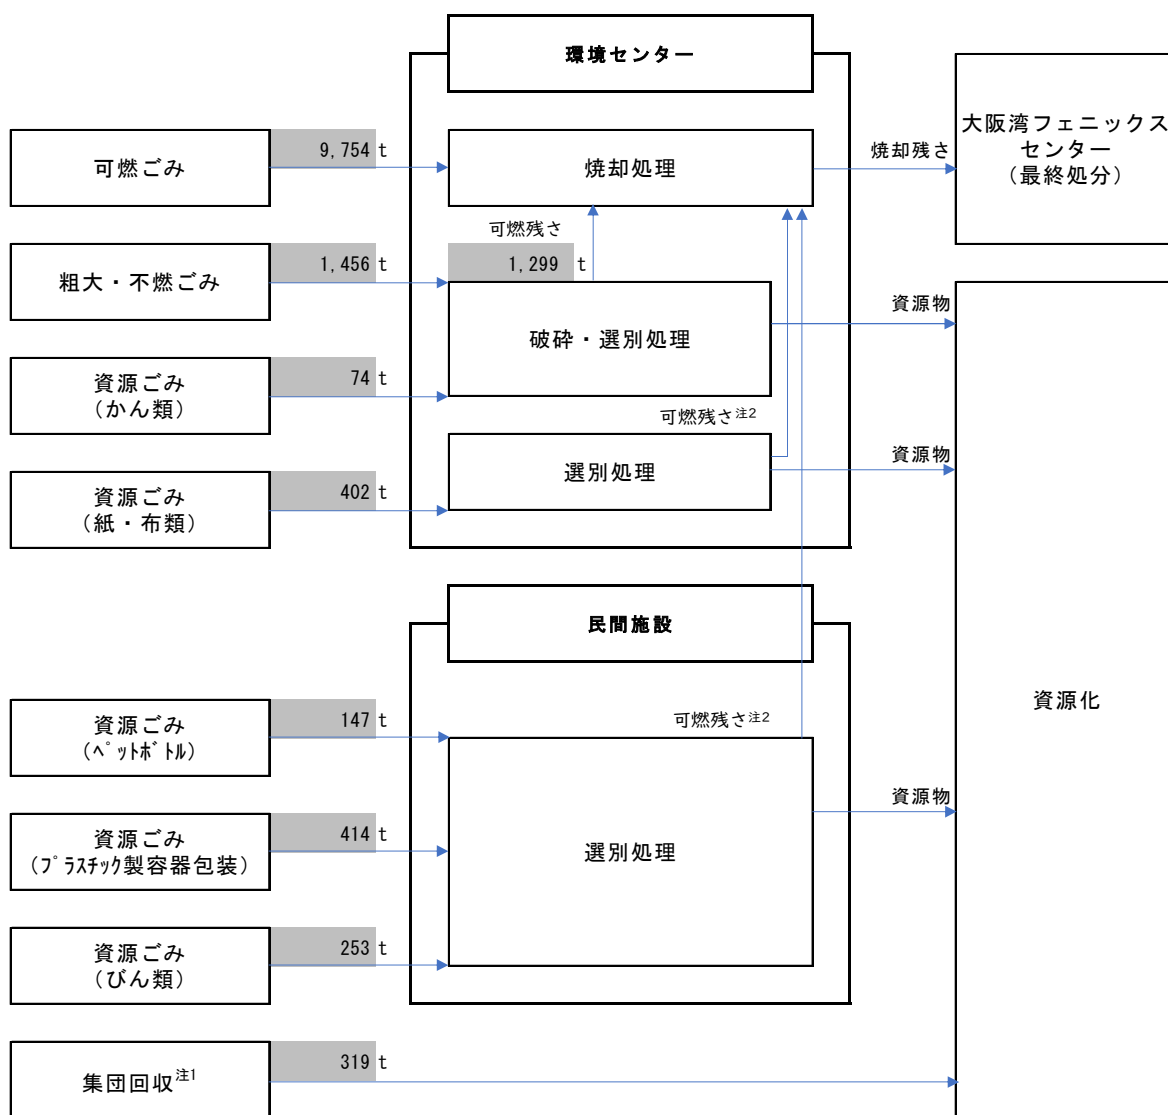 環境センター
大阪湾フェニックス
センター
（最終処分）
可燃ごみ
9,754 t
焼却処理
焼却残さ
可燃残さ
粗大・不燃ごみ
1,456 t
1,299 t
破砕・選別処理
資源物
資源ごみ
（かん類）
74 t
可燃残さ注2
選別処理
資源物
資源ごみ
（紙・布類）
402 t
民間施設
資源ごみ
（ﾍﾟｯﾄﾎﾞﾄﾙ）
147 t
可燃残さ注2
資源化
資源ごみ
（ﾌﾟﾗｽﾁｯｸ製容器包装）
414 t
選別処理
資源物
資源ごみ
（びん類）
253 t
集団回収注1
319 t